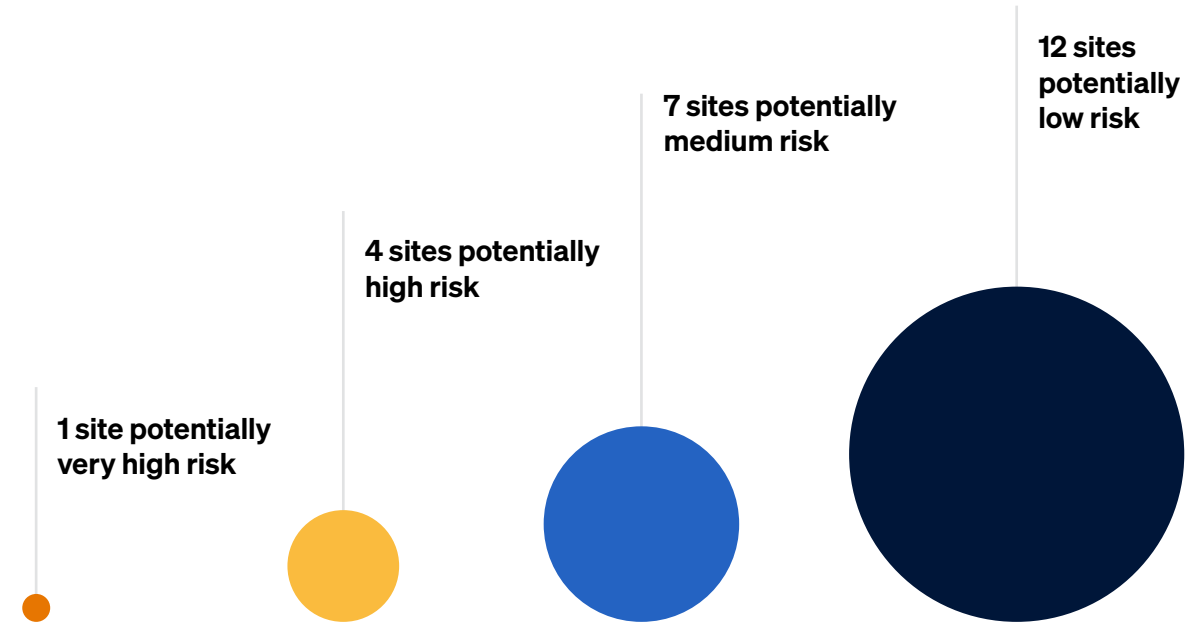 1 site potentially
very high risk
4 sites potentially
high risk
7 sites potentially
medium risk
12 sites
potentially
low risk